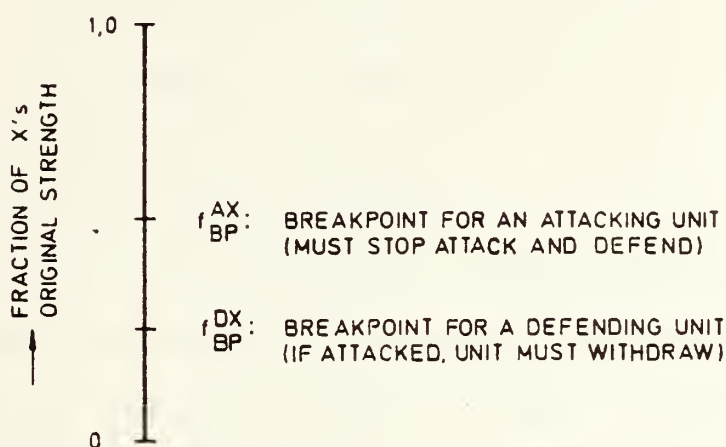 1,0
FRACTION OF X's
ORIGINAL STRENGTH
f AX BP : BREAKPOINT FOR AN ATTACKING UNIT
(MUST STOP ATTACK AND DEFEND)
f DX BP : BREAKPOINT FOR A DEFENDING UNIT
(IF ATTACKED, UNIT MUST WITHDRAW)
0